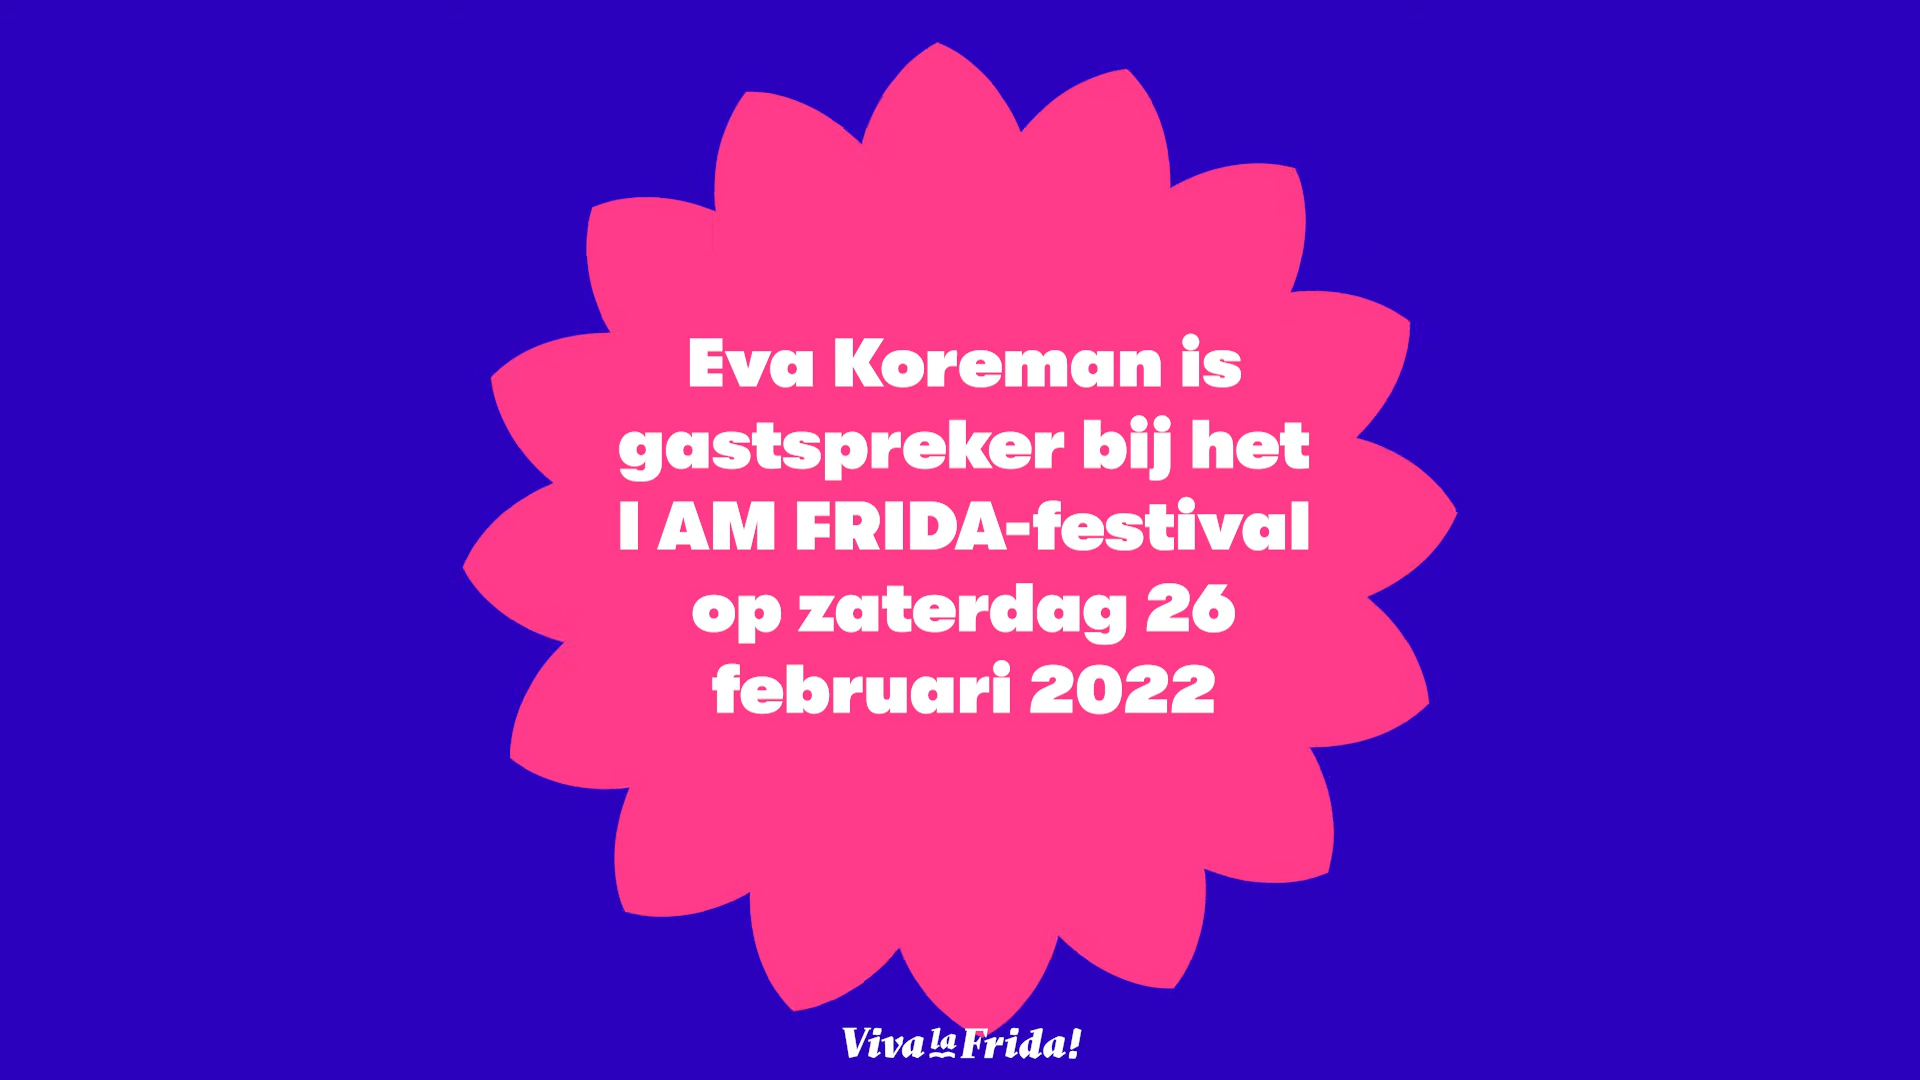 Eva Koreman is
gastspreker bij het
I AM FRIDA-festival
op zaterdag 26
februari 2022
Viva la Frida!